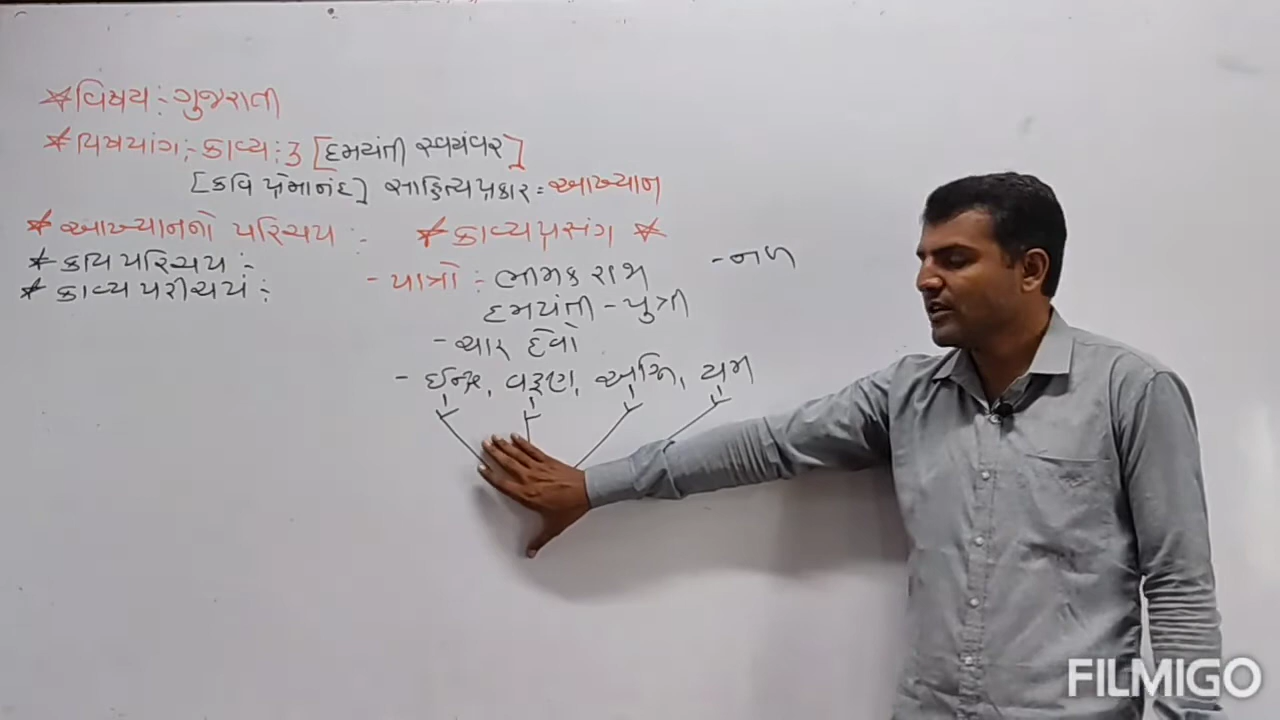 ☆ વિષય :- ગુજરાતી
★ વિષયાંગ :- કાવ્ય : 3 [દમયંતી સ્વયંવર]
[કવિ પ્રેમાનંદ] સાહિત્યપ્રકાર = આખ્યાન
★ આખ્યાનનો પરિચય :-
★ કવિ પરિચય :-
★ કાવ્ય પરીચય :-
★ કાવ્યપ્રસંગ ★
- પાત્રો :- ભીમક રાજા - નળ
દમયંતી - પુત્રી
- ચાર દેવો
- ઈન્દ્ર, વરૂણ, અગ્નિ, યમ
FILMIGO